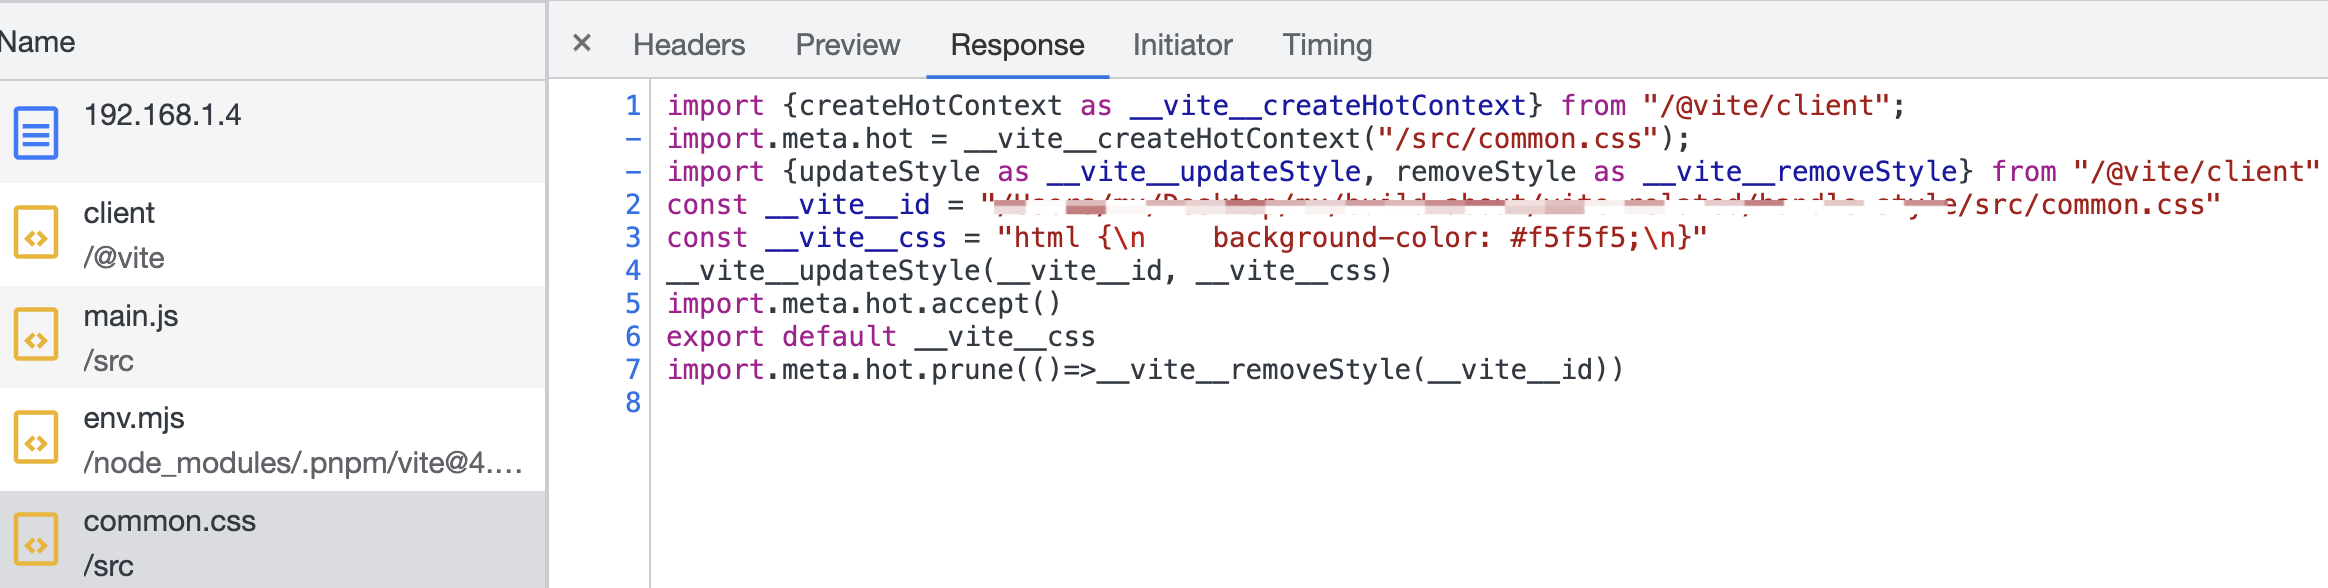 Name
192.168.1.4
client
/@vite
main.js
/src
env.mjs
/node_modules/.pnpm/vite@4....
common.css
/src
× Headers Preview Response Initiator Timing
1 import {createHotContext as __vite__createHotContext} from "/@vite/client";
– import.meta.hot = __vite__createHotContext("/src/common.css");
– import {updateStyle as __vite__updateStyle, removeStyle as __vite__removeStyle} from "/@vite/client"
2 const __vite__id = "/src/common.css"
3 const __vite__css = "html {\n    background-color: #f5f5f5;\n}"
4 __vite__updateStyle(__vite__id, __vite__css)
5 import.meta.hot.accept()
6 export default __vite__css
7 import.meta.hot.prune(()=>__vite__removeStyle(__vite__id))
8